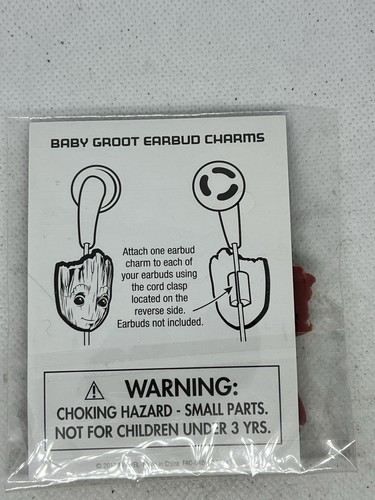 BABY GROOT EARBUD CHARMS
Attach one earbud
charm to each of
your earbuds using
the cord clasp
located on the
reverse side.
Earbuds not included.
WARNING:
CHOKING HAZARD - SMALL PARTS.
NOT FOR CHILDREN UNDER 3 YRS.